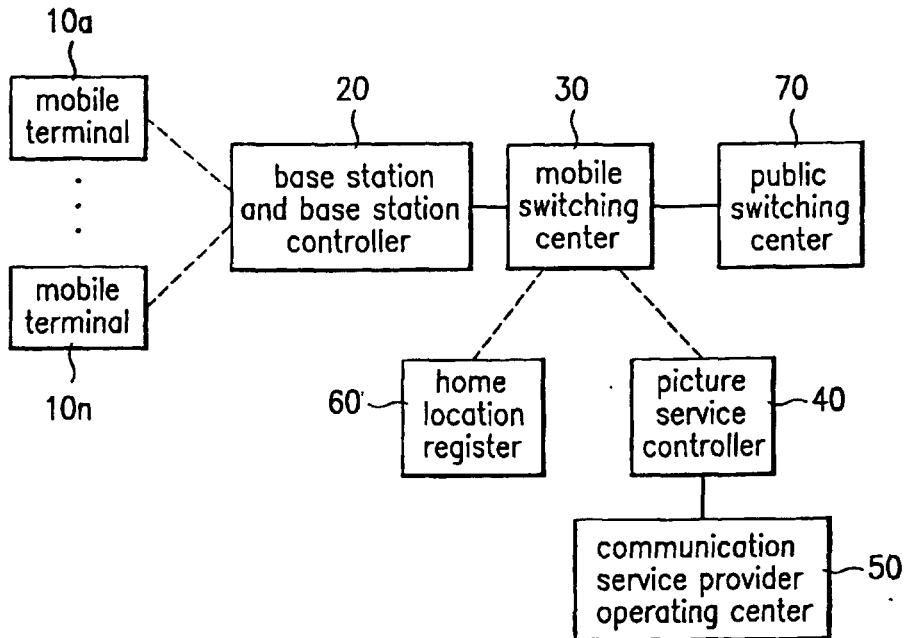 10a
mobile
terminal
20
base station
and base station
controller
30
mobile
switching
center
70
public
switching
center
mobile
terminal
10n
60
home
location
register
picture
service
controller
40
communication
service provider
operating center
50